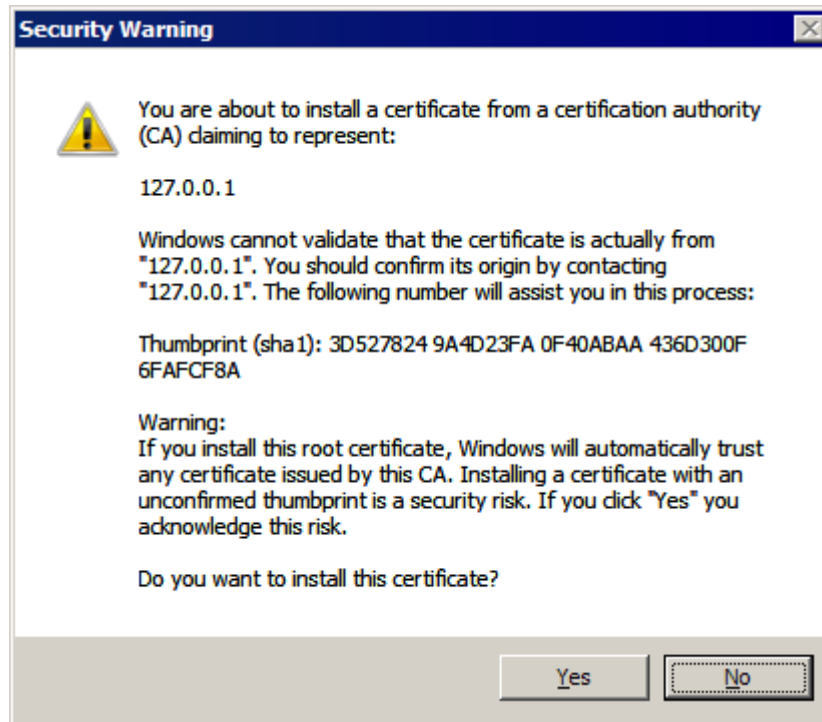 Security Warning
You are about to install a certificate from a certification authority
(CA) claiming to represent:
127.0.0.1
Windows cannot validate that the certificate is actually from
"127.0.0.1". You should confirm its origin by contacting
"127.0.0.1". The following number will assist you in this process:
Thumbprint (sha1): 3D527824 9A4D23FA 0F40ABAA 436D300F
6FAFCF8A
Warning:
If you install this root certificate, Windows will automatically trust
any certificate issued by this CA. Installing a certificate with an
unconfirmed thumbprint is a security risk. If you click "Yes" you
acknowledge this risk.
Do you want to install this certificate?
Yes
No